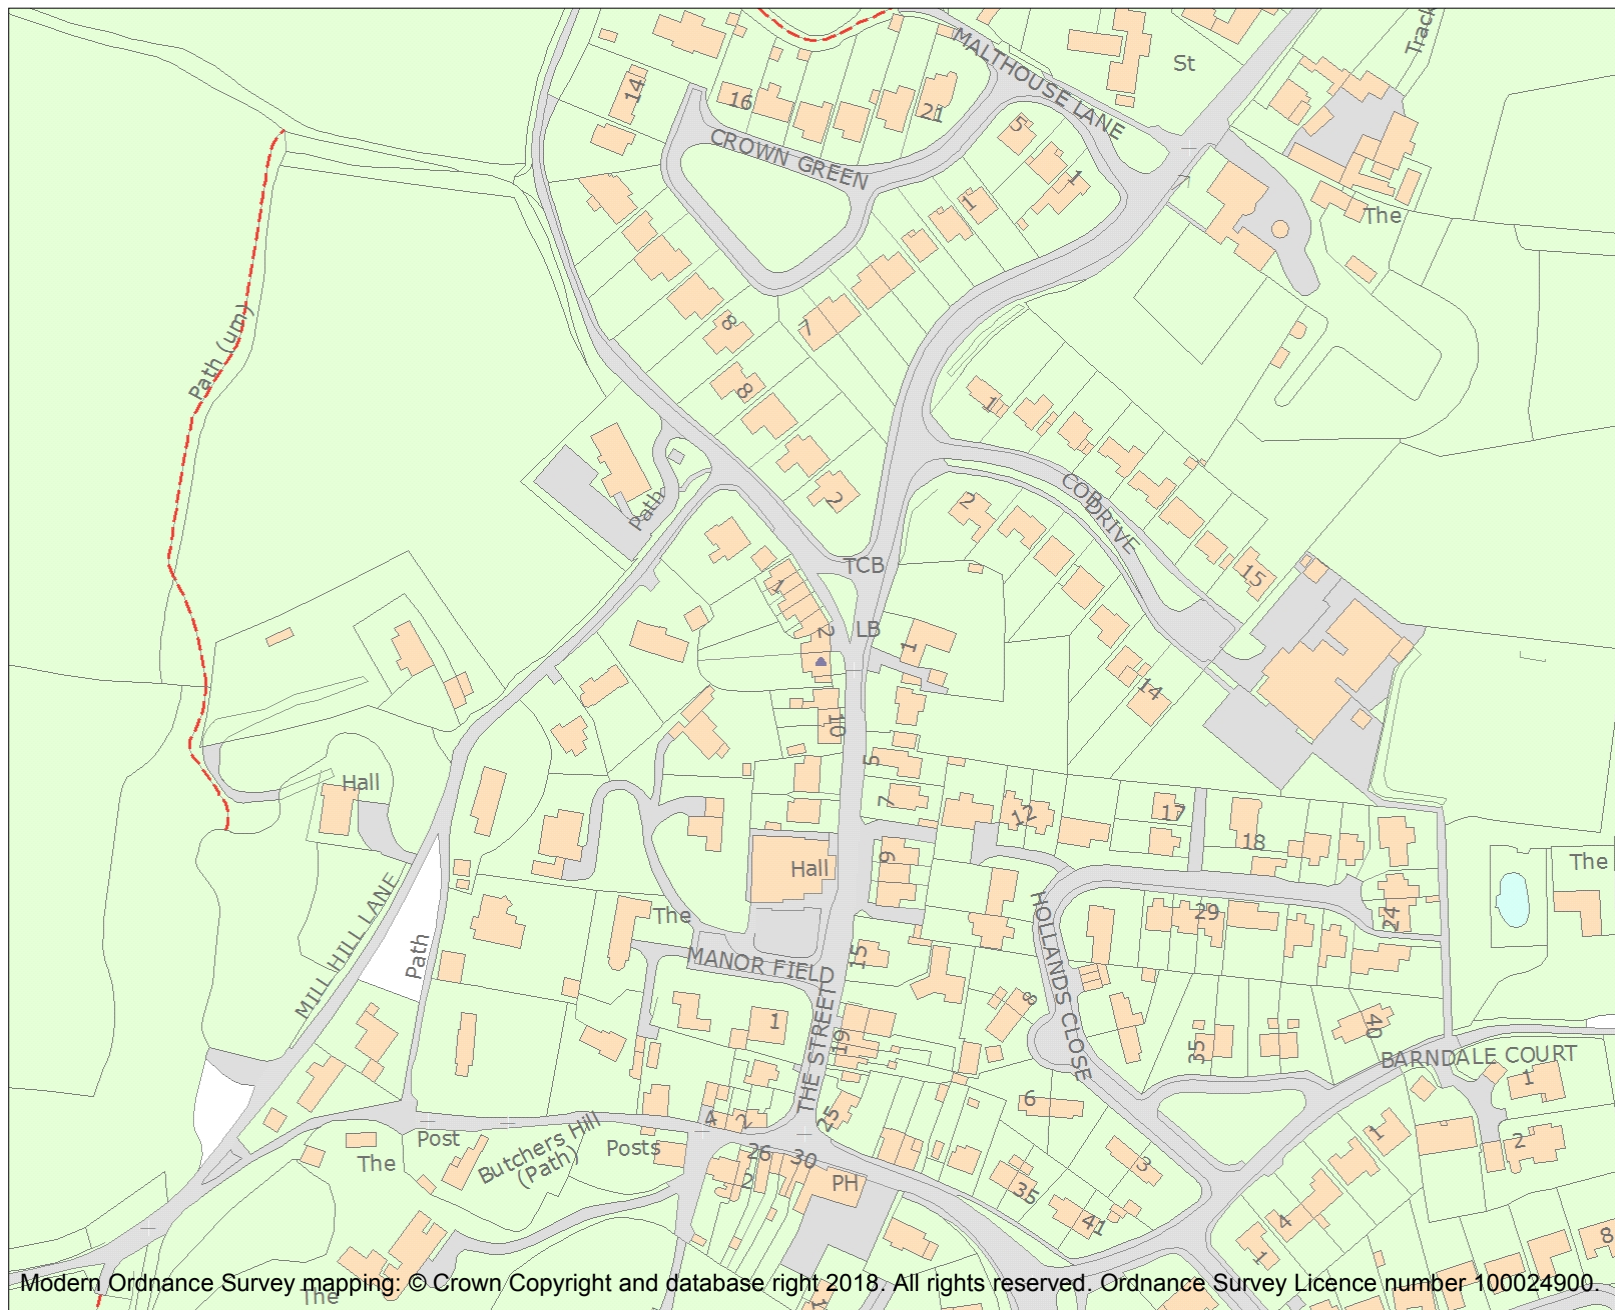 Track
MALTHOUSE LANE
St
14
16
21
5
CROWN GREEN
1
1
The
Path (um)
8
7
8
1
2
COB DRIVE
2
Path
TCB
15
1
2
LB
1
14
10
5
Hall
7
12
17
18
9
Hall
The
HOLLANDS CLOSE
29
24
The
MILL HILL LANE
Path
MANOR FIELD
15
8
1
THE STREET
19
35
40
BARNDALE COURT
1
6
4
2
25
Post
Butchers Hill
(Path)
Posts
The
26
30
2
PH
3
35
41
1
2
4
1
8
1
The
Modern Ordnance Survey mapping: © Crown Copyright and database right 2018. All rights reserved. Ordnance Survey Licence number 100024900.